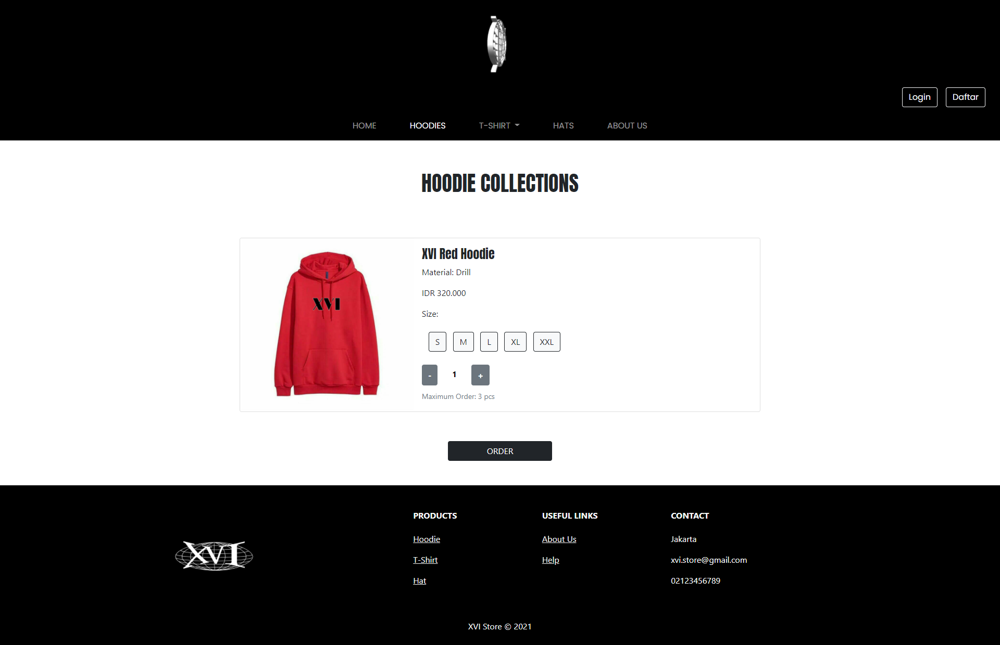 Login Daftar
HOME HOODIES T-SHIRT HATS ABOUT US
HOODIE COLLECTIONS
XVI
XVI Red Hoodie
Material: Drill
IDR 320.000
Size:
S M L XL XXL
- 1 +
Maximum Order: 3 pcs
ORDER
XVI
PRODUCTS
Hoodie
T-Shirt
Hat
USEFUL LINKS
About Us
Help
CONTACT
Jakarta
xvi.store@gmail.com
02123456789
XVI Store © 2021